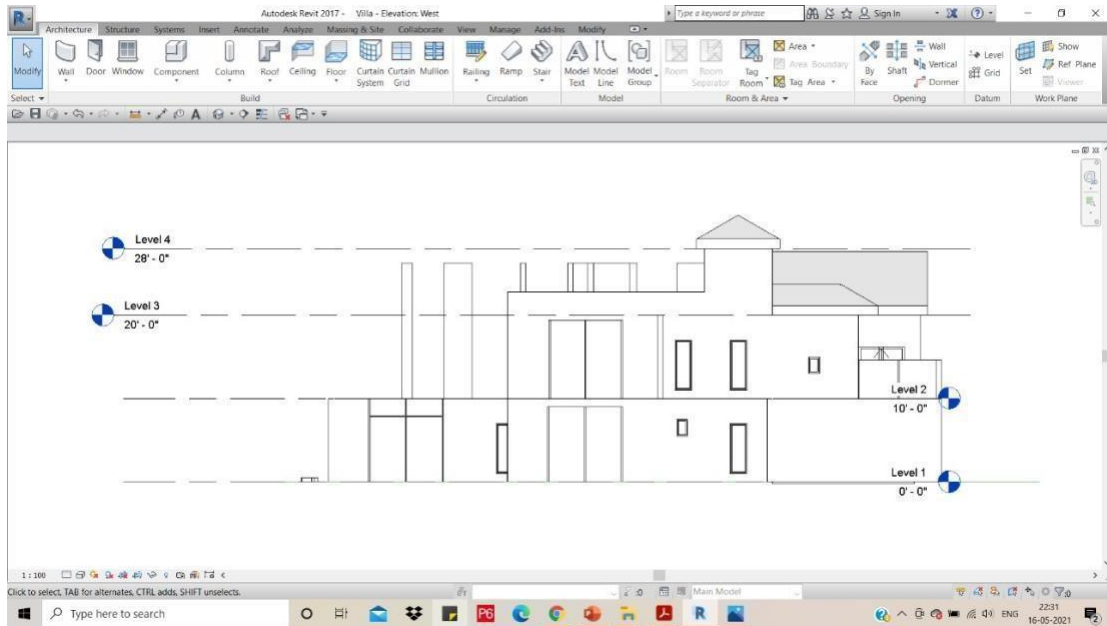 Autodesk Revit 2017 - Villa - Elevation: West
Type a keyword or phrase
Sign In
Architecture Structure Systems Insert Annotate Analyze Massing & Site Collaborate View Manage Add-Ins Modify
Modify Wall Door Window Component Column Roof Ceiling Floor Curtain System Curtain Grid Mullion Railing Ramp Stair Model Text Model Line Model Group Room Room Separator Tag Room Area Area Boundary Tag Area By Face Shaft Wall Vertical Dormer Level Grid Set Show Ref Plane Viewer
Select Build Circulation Model Room & Area Opening Datum Work Plane
Level 4
28' - 0"
Level 3
20' - 0"
Level 2
10' - 0"
Level 1
0' - 0"
1 : 100
Click to select, TAB for alternates, CTRL adds, SHIFT unselects.
:0
Main Model
:0
Type here to search
P6
R
ENG
22:31
16-05-2021
2